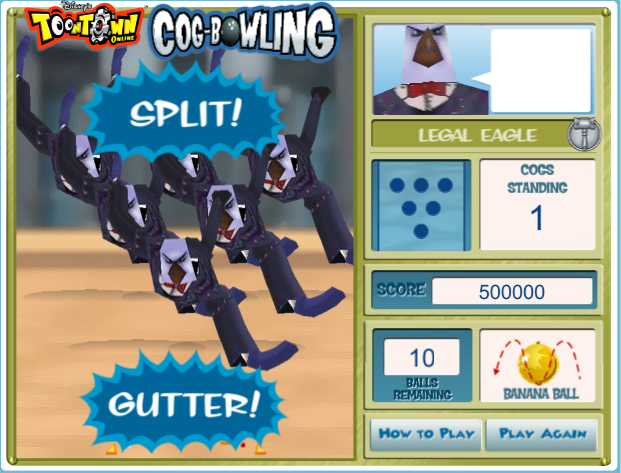 Disney's
TOONTOWN
ONLINE
COG-BOWLING
SPLIT!
LEGAL EAGLE
COGS
STANDING
1
SCORE 500000
10
BALLS
REMAINING
BANANA BALL
GUTTER!
HOW TO PLAY
PLAY AGAIN